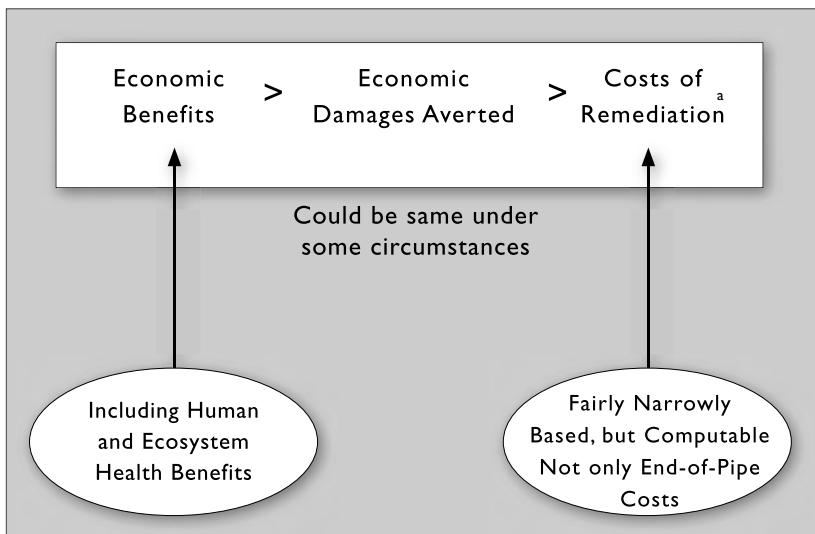 Economic
Benefits
>
Economic
Damages Averted
>
Costs of
Remediation a
Could be same under
some circumstances
Including Human
and Ecosystem
Health Benefits
Fairly Narrowly
Based, but Computable
Not only End-of-Pipe
Costs